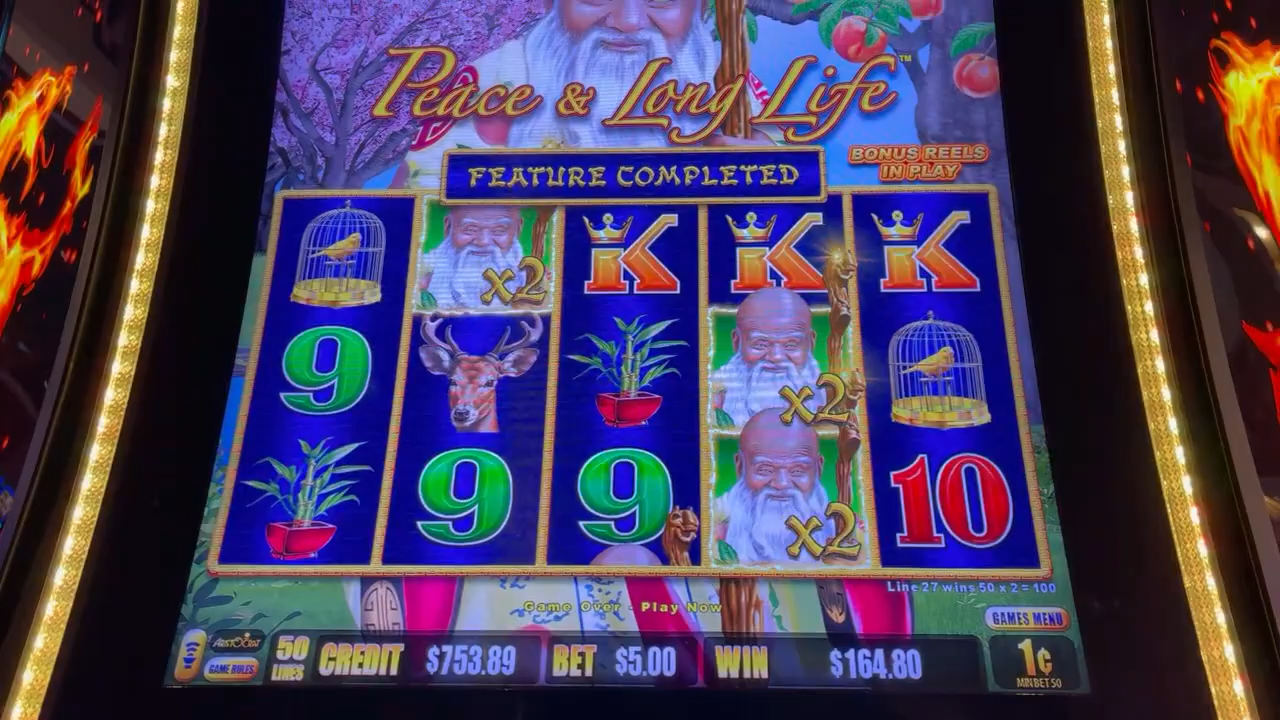 Peace & Long Life™
BONUS REELS
IN PLAY
FEATURE COMPLETED
x2 K K K
9 x2
9 9 x2 10
Line 27 wins 50 x 2 = 100
Game Over - Play Now
GAMES MENU
ARISTOCRAT
GAME RULES
50
LINES
CREDIT $753.89 BET $5.00 WIN $164.80
1¢
MIN BET 50